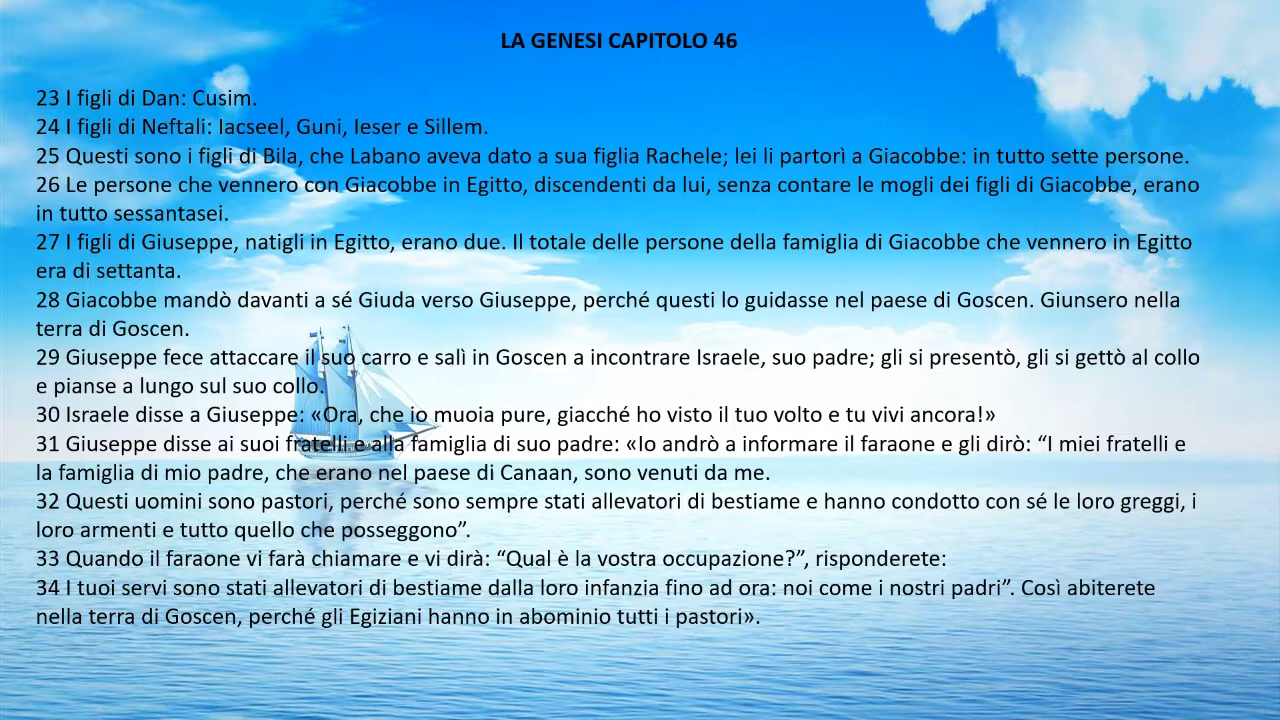 LA GENESI CAPITOLO 46
23 I figli di Dan: Cusim.
24 I figli di Neftali: Iacseel, Guni, Ieser e Sillem.
25 Questi sono i figli di Bila, che Labano aveva dato a sua figlia Rachele; lei li partorì a Giacobbe: in tutto sette persone.
26 Le persone che vennero con Giacobbe in Egitto, discendenti da lui, senza contare le mogli dei figli di Giacobbe, erano
in tutto sessantasei.
27 I figli di Giuseppe, natigli in Egitto, erano due. Il totale delle persone della famiglia di Giacobbe che vennero in Egitto
era di settanta.
28 Giacobbe mandò davanti a sé Giuda verso Giuseppe, perché questi lo guidasse nel paese di Goscen. Giunsero nella
terra di Goscen.
29 Giuseppe fece attaccare il suo carro e salì in Goscen a incontrare Israele, suo padre; gli si presentò, gli si gettò al collo
e pianse a lungo sul suo collo.
30 Israele disse a Giuseppe: «Ora, che io muoia pure, giacché ho visto il tuo volto e tu vivi ancora!»
31 Giuseppe disse ai suoi fratelli e alla famiglia di suo padre: «Io andrò a informare il faraone e gli dirò: “I miei fratelli e
la famiglia di mio padre, che erano nel paese di Canaan, sono venuti da me.
32 Questi uomini sono pastori, perché sono sempre stati allevatori di bestiame e hanno condotto con sé le loro greggi, i
loro armenti e tutto quello che posseggono”.
33 Quando il faraone vi farà chiamare e vi dirà: “Qual è la vostra occupazione?”, risponderete:
34 I tuoi servi sono stati allevatori di bestiame dalla loro infanzia fino ad ora: noi come i nostri padri”. Così abiterete
nella terra di Goscen, perché gli Egiziani hanno in abominio tutti i pastori».